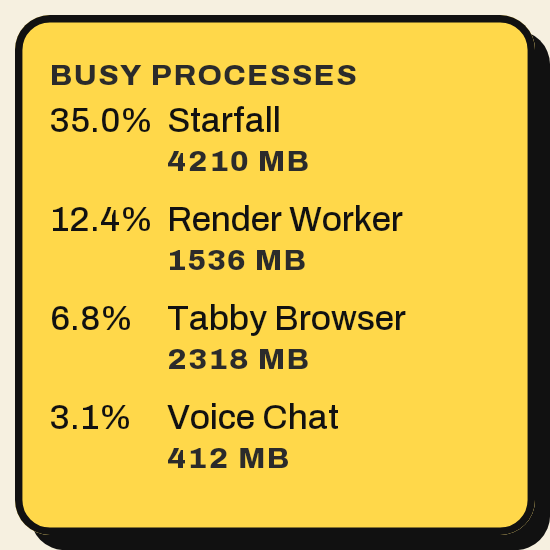 BUSY PROCESSES
35.0% Starfall
4210 MB
12.4% Render Worker
1536 MB
6.8% Tabby Browser
2318 MB
3.1% Voice Chat
412 MB